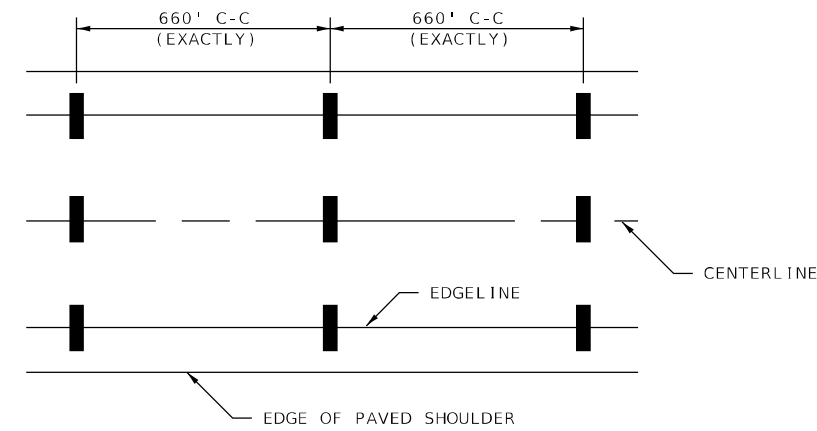 660' C-C
(EXACTLY)
660' C-C
(EXACTLY)
CENTERLINE
EDGELINE
EDGE OF PAVED SHOULDER